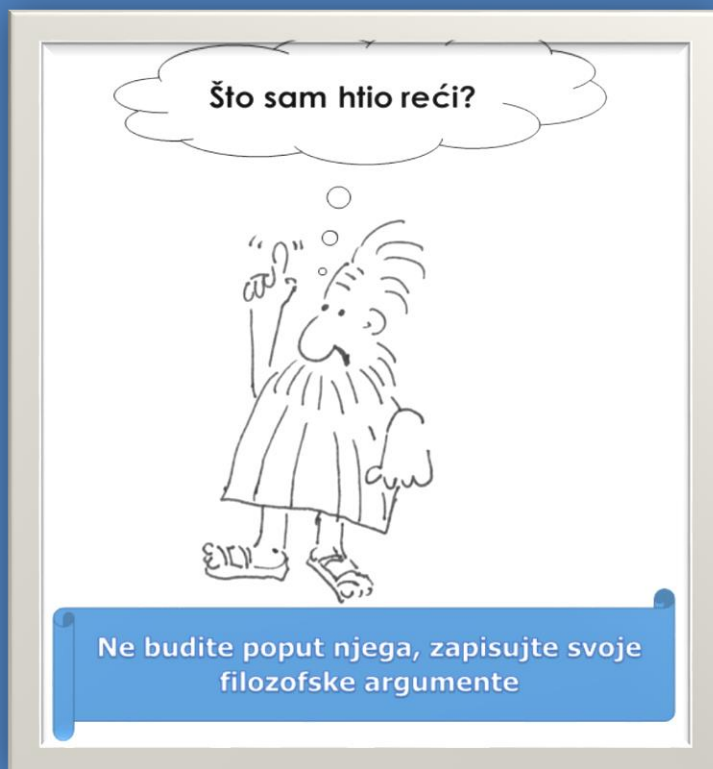 Što sam htio reći?
Ne budite poput njega, zapisujte svoje
filozofske argumente